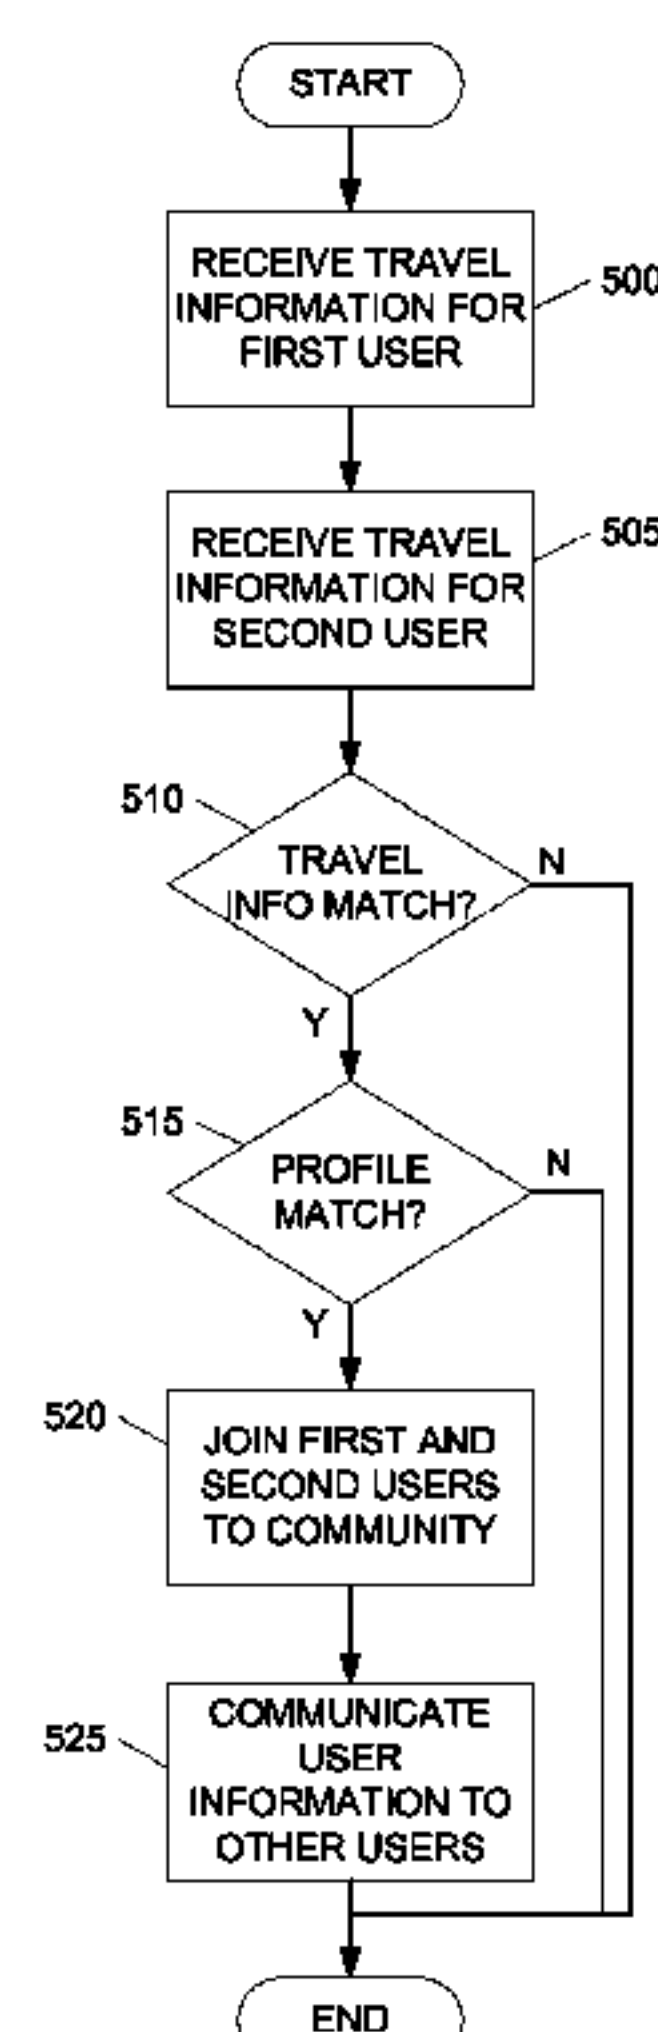 START
RECEIVE TRAVEL
INFORMATION FOR
FIRST USER
500
RECEIVE TRAVEL
INFORMATION FOR
SECOND USER
505
510
TRAVEL
INFO MATCH?
N
Y
515
PROFILE
MATCH?
N
Y
520
JOIN FIRST AND
SECOND USERS
TO COMMUNITY
525
COMMUNICATE
USER
INFORMATION TO
OTHER USERS
END